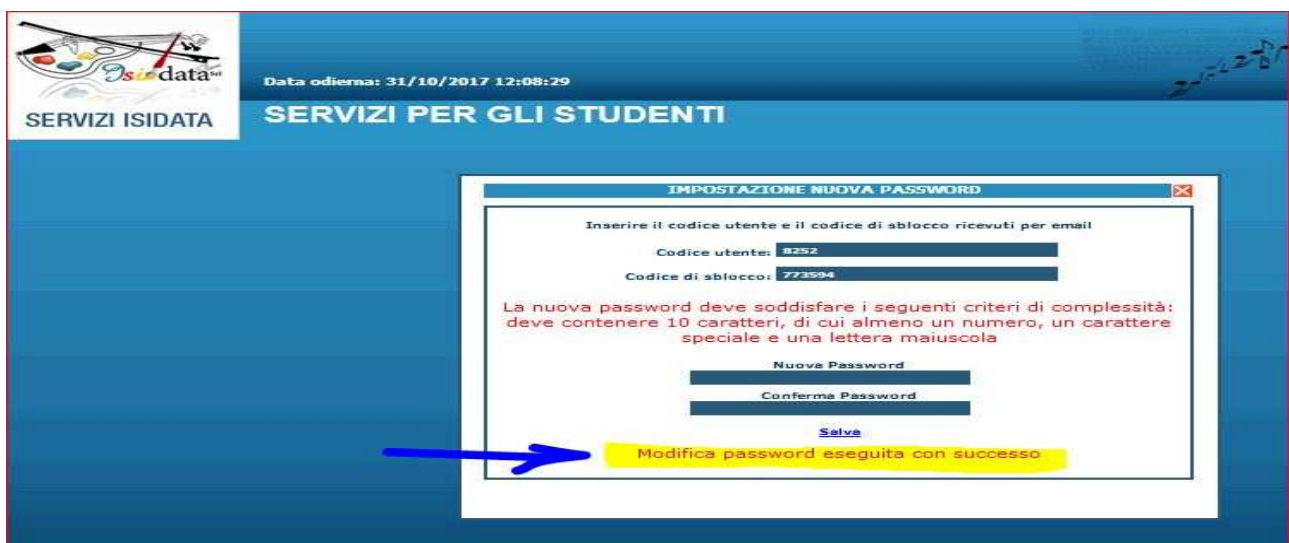 Isidata Srl
Data odierna: 31/10/2017 12:08:29
SERVIZI ISIDATA
SERVIZI PER GLI STUDENTI
IMPOSTAZIONE NUOVA PASSWORD
Inserire il codice utente e il codice di sblocco ricevuti per email
Codice utente: 8252
Codice di sblocco: 773594
La nuova password deve soddisfare i seguenti criteri di complessità:
deve contenere 10 caratteri, di cui almeno un numero, un carattere
speciale e una lettera maiuscola
Nuova Password
Conferma Password
Salva
Modifica password eseguita con successo